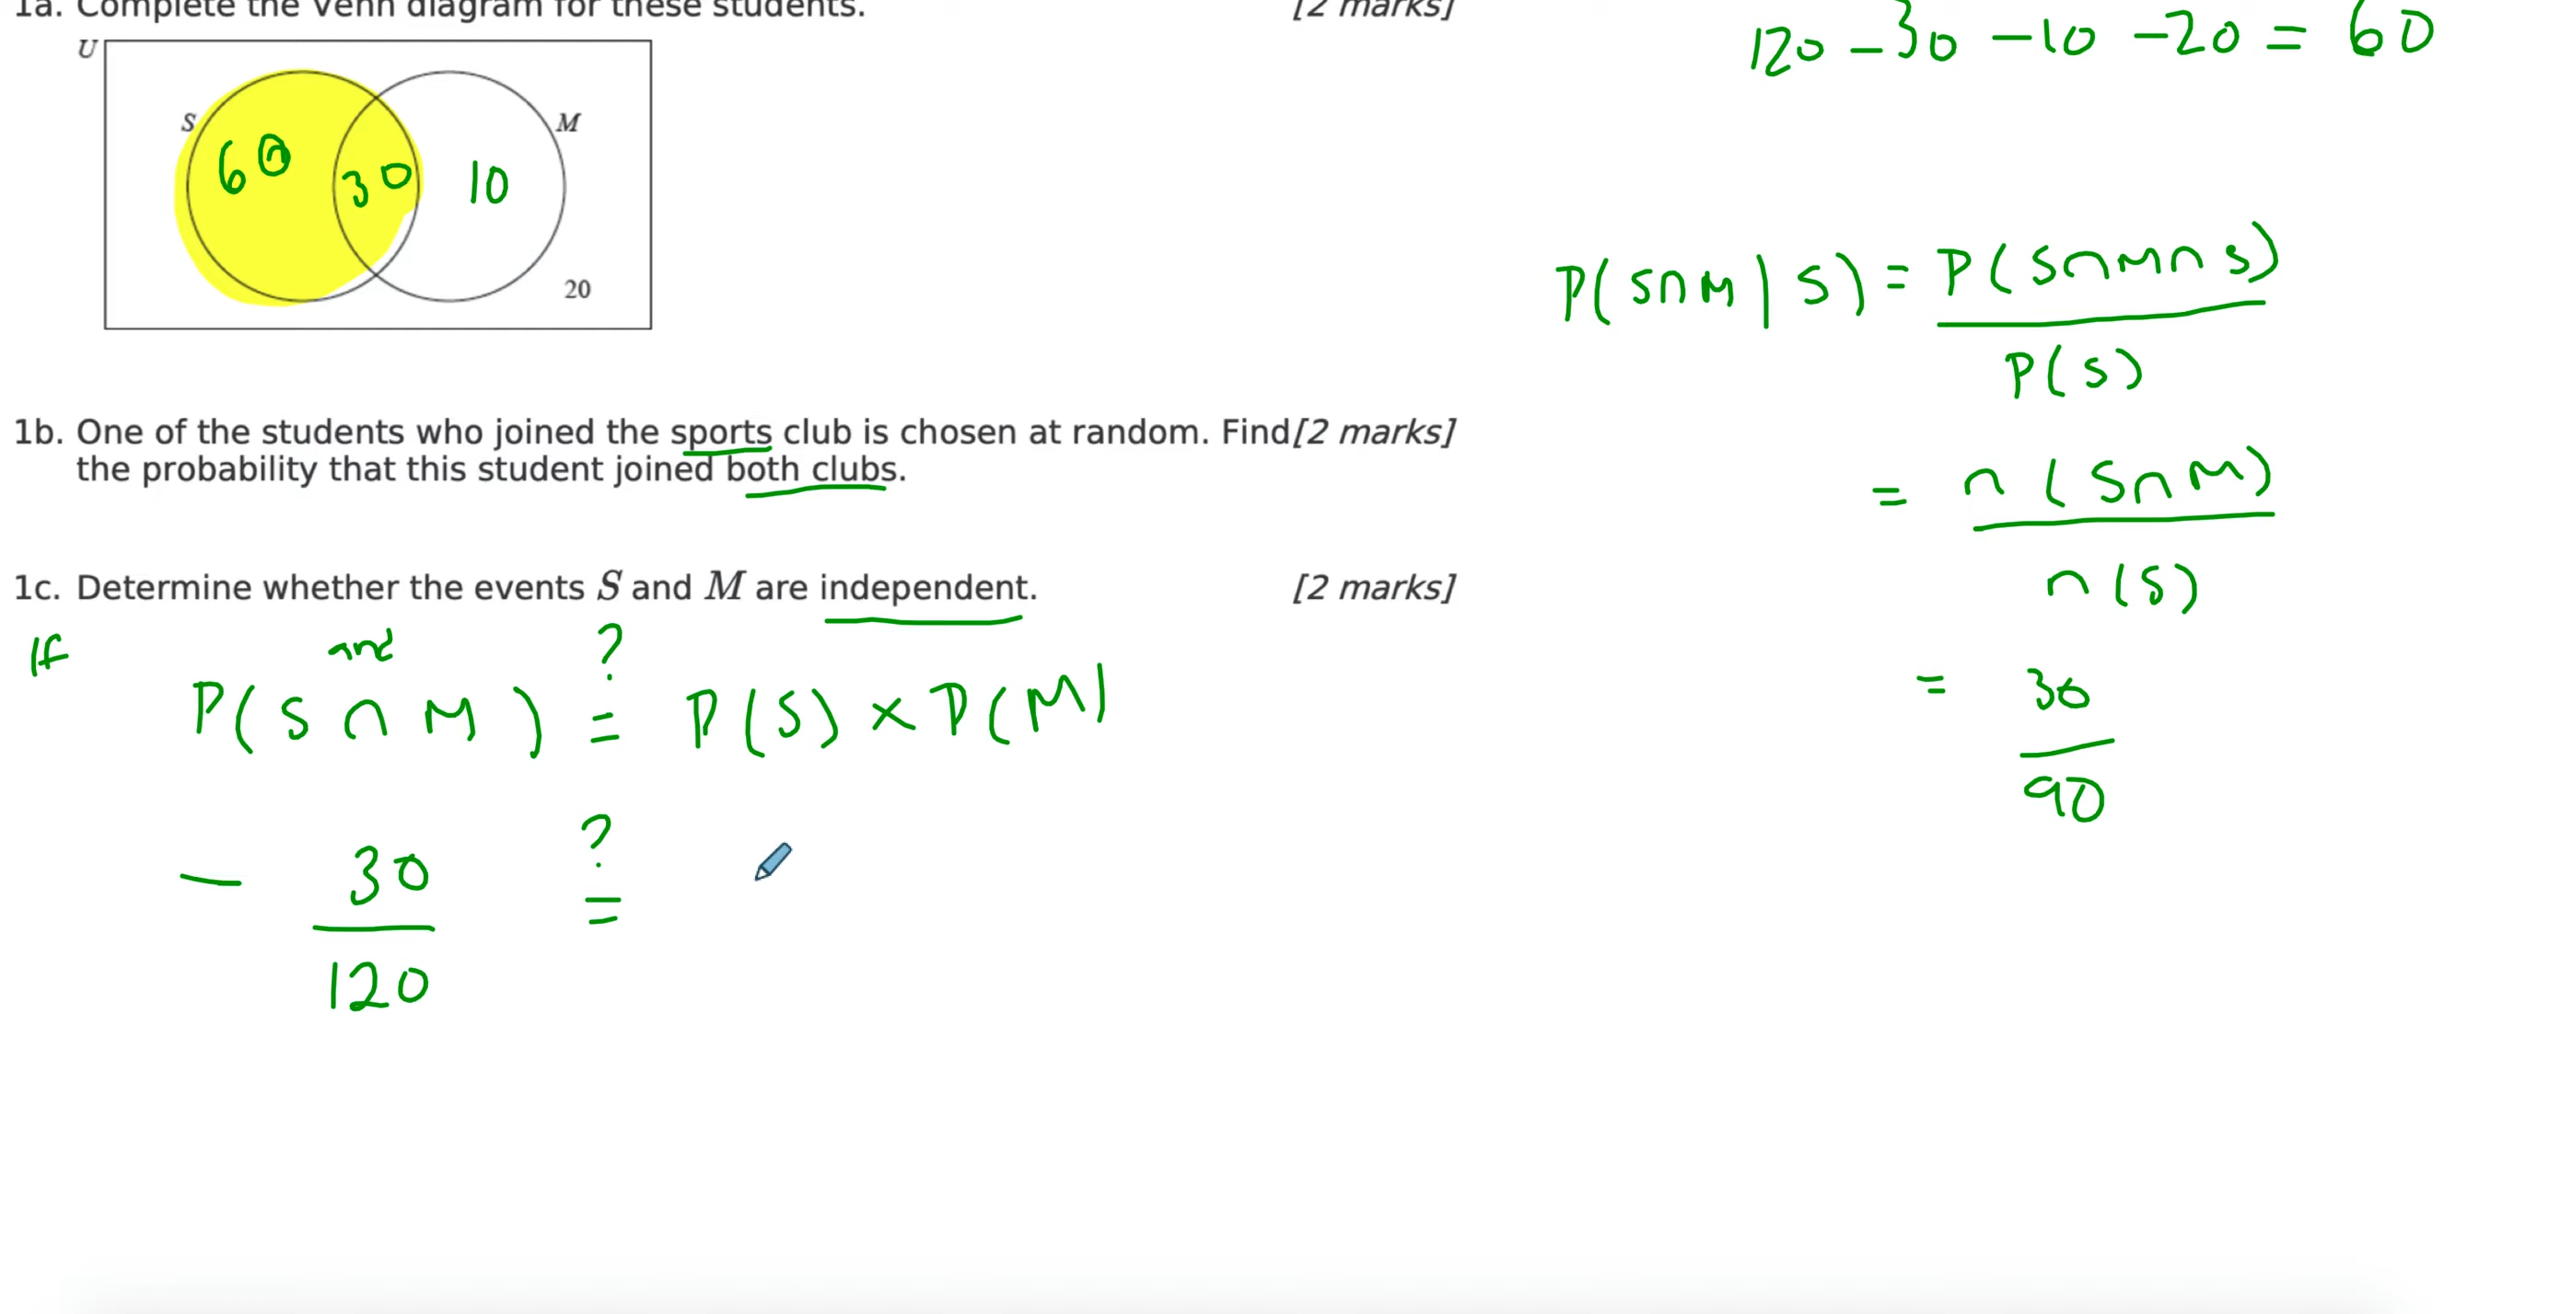 1a. Complete the Venn diagram for these students. [2 marks]
120 - 30 - 10 - 20 = 60
U
S M
60 30 10
20
P(S∩M | S) = P(S∩M∩S)
P(S)
1b. One of the students who joined the sports club is chosen at random. Find [2 marks]
the probability that this student joined both clubs.
= n(S∩M)
n(S)
1c. Determine whether the events S and M are independent. [2 marks]
If and ?
P(S ∩ M) = P(S) × P(M)
= 30
90
?
— 30 =
120